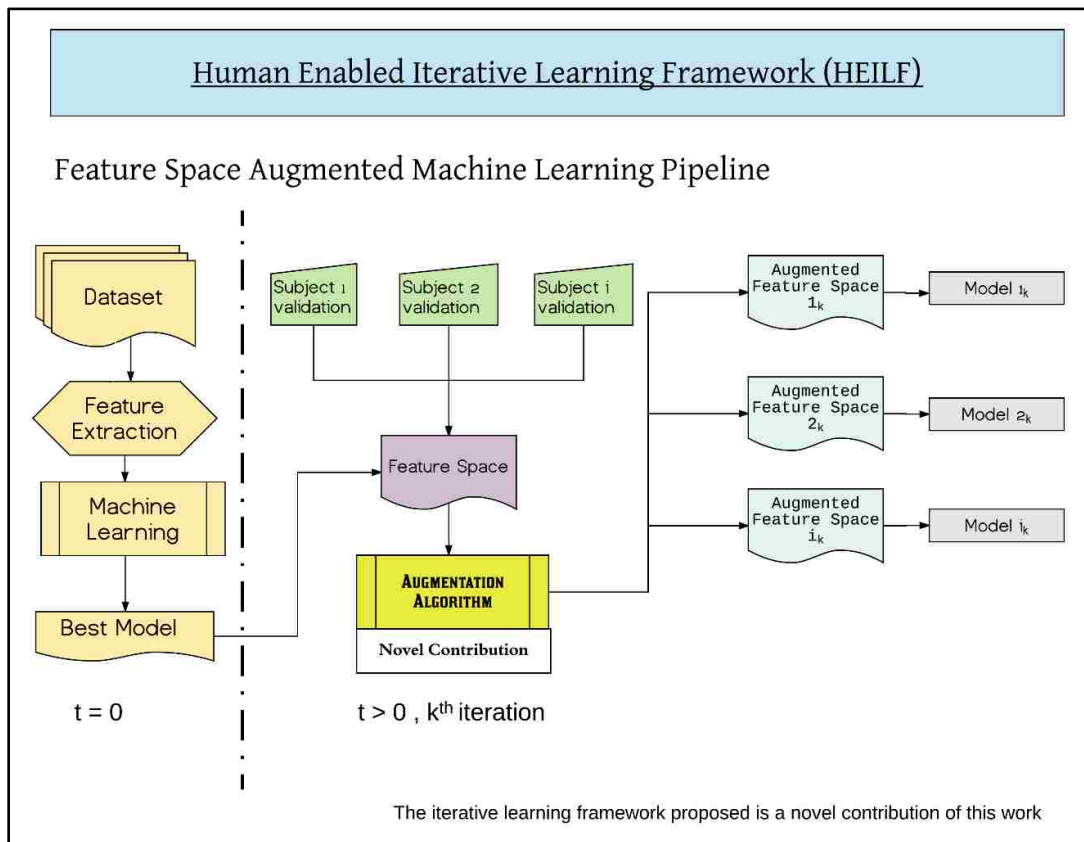 Human Enabled Iterative Learning Framework (HEILF)
Feature Space Augmented Machine Learning Pipeline
Dataset
Feature
Extraction
Machine
Learning
Best Model
t = 0
Subject 1
validation
Subject 2
validation
Subject i
validation
Feature Space
AUGMENTATION
ALGORITHM
Novel Contribution
t > 0 , kth iteration
Augmented
Feature Space
1k
Model 1k
Augmented
Feature Space
2k
Model 2k
Augmented
Feature Space
ik
Model ik
The iterative learning framework proposed is a novel contribution of this work